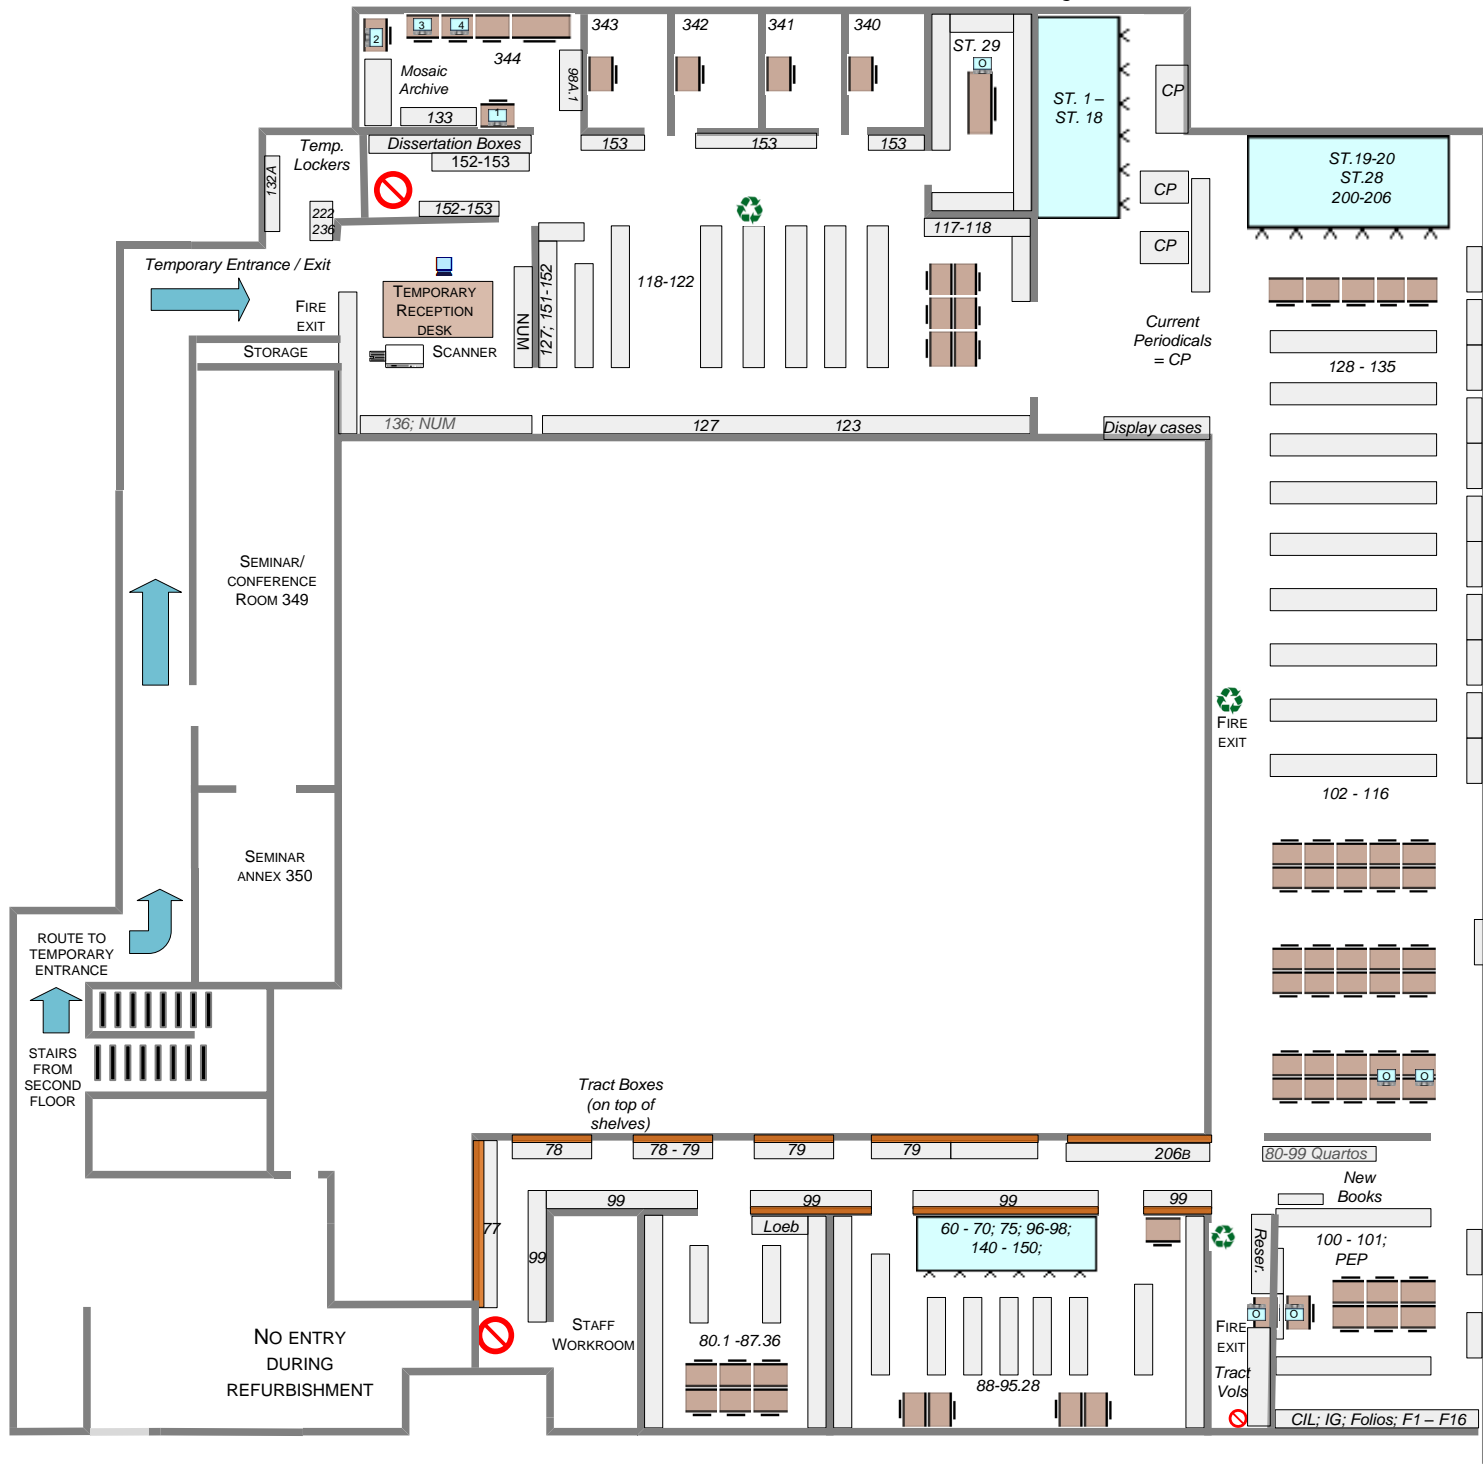 343
342
341
340
3
4
2
344
98A.1
Mosaic
Archive
133
1
ST. 29
O
ST. 1 –
ST. 18
CP
Dissertation Boxes
152-153
153
153
153
Temp.
Lockers
132A
222
236
152-153
117-118
CP
CP
ST.19-20
ST.28
200-206
Temporary Entrance / Exit
FIRE
EXIT
TEMPORARY
RECEPTION
DESK
SCANNER
STORAGE
NUM
127; 151-152
118-122
Current
Periodicals
= CP
128 - 135
136; NUM
127
123
Display cases
SEMINAR/
CONFERENCE
ROOM 349
FIRE
EXIT
102 - 116
SEMINAR
ANNEX 350
ROUTE TO
TEMPORARY
ENTRANCE
STAIRS
FROM
SECOND
FLOOR
O
O
Tract Boxes
(on top of
shelves)
78
78 - 79
79
79
206B
80-99 Quartos
New
Books
77
99
99
99
99
99
Loeb
60 - 70; 75; 96-98;
140 - 150;
Reser.
100 - 101;
PEP
O
O
NO ENTRY
DURING
REFURBISHMENT
STAFF
WORKROOM
80.1 -87.36
88-95.28
FIRE
EXIT
Tract
Vols
CIL; IG; Folios; F1 – F16